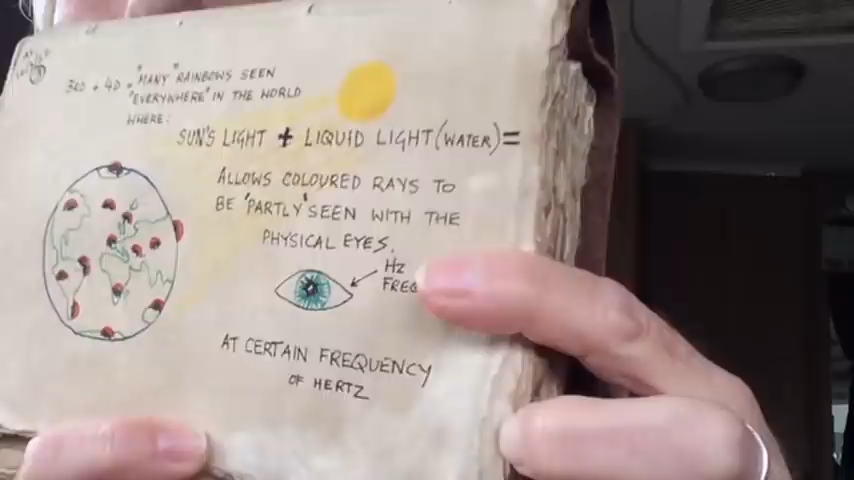 3RD + 4D = "MANY" RAINBOWS SEEN
"EVERYWHERE" IN THE WORLD
WHERE:
SUN'S LIGHT + LIQUID LIGHT (WATER) =
ALLOWS COLOURED RAYS TO
BE 'PARTLY' SEEN WITH THE
PHYSICAL EYES.
HZ
FREQ
AT CERTAIN FREQUENCY
OF HERTZ